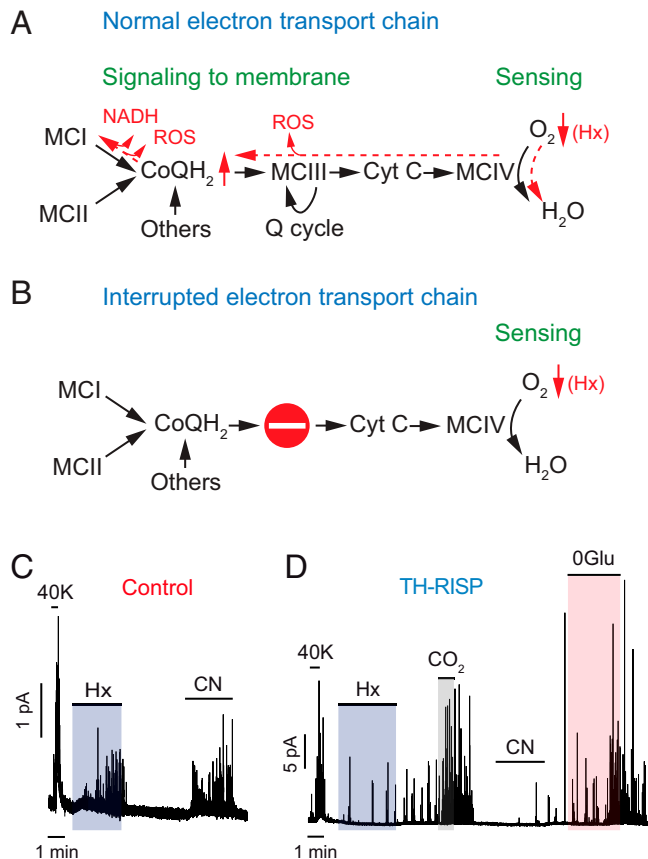 A
Normal electron transport chain
Signaling to membrane
Sensing
NADH
ROS
ROS
O2 (Hx)
MCI
CoQH2
MCIII
Cyt C
MCIV
MCII
H2O
Others
Q cycle
B
Interrupted electron transport chain
Sensing
O2 (Hx)
MCI
CoQH2
Cyt C
MCIV
MCII
H2O
Others
C
Control
40K
Hx
CN
1 pA
1 min
D
TH-RISP
0Glu
40K
CO2
Hx
CN
5 pA
1 min